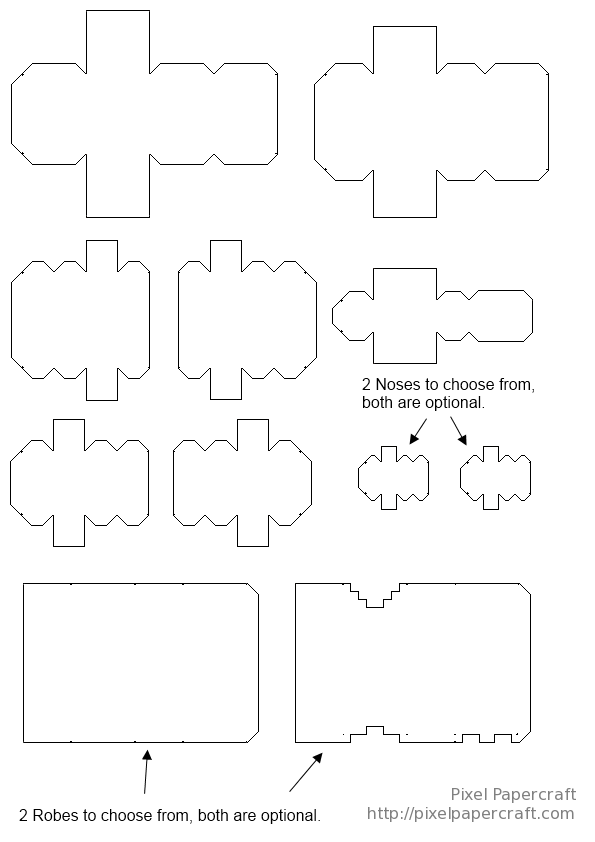 2 Noses to choose from,
both are optional.
2 Robes to choose from, both are optional.
Pixel Papercraft
http://pixelpapercraft.com